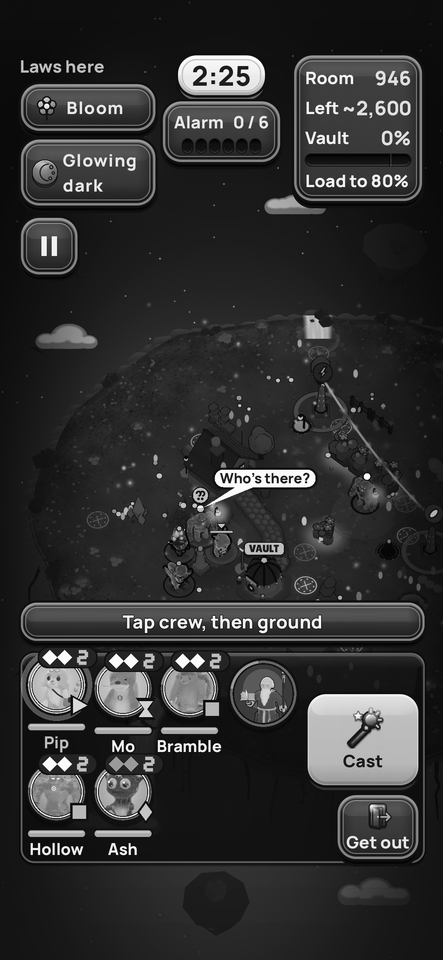 Laws here
Bloom
Glowing
dark
2:25
Alarm 0 / 6
Room 946
Left ~2,600
Vault 0%
Load to 80%
Who's there?
??
VAULT
Tap crew, then ground
2
2
2
Pip
Mo
Bramble
Cast
2
2
Hollow
Ash
Get out